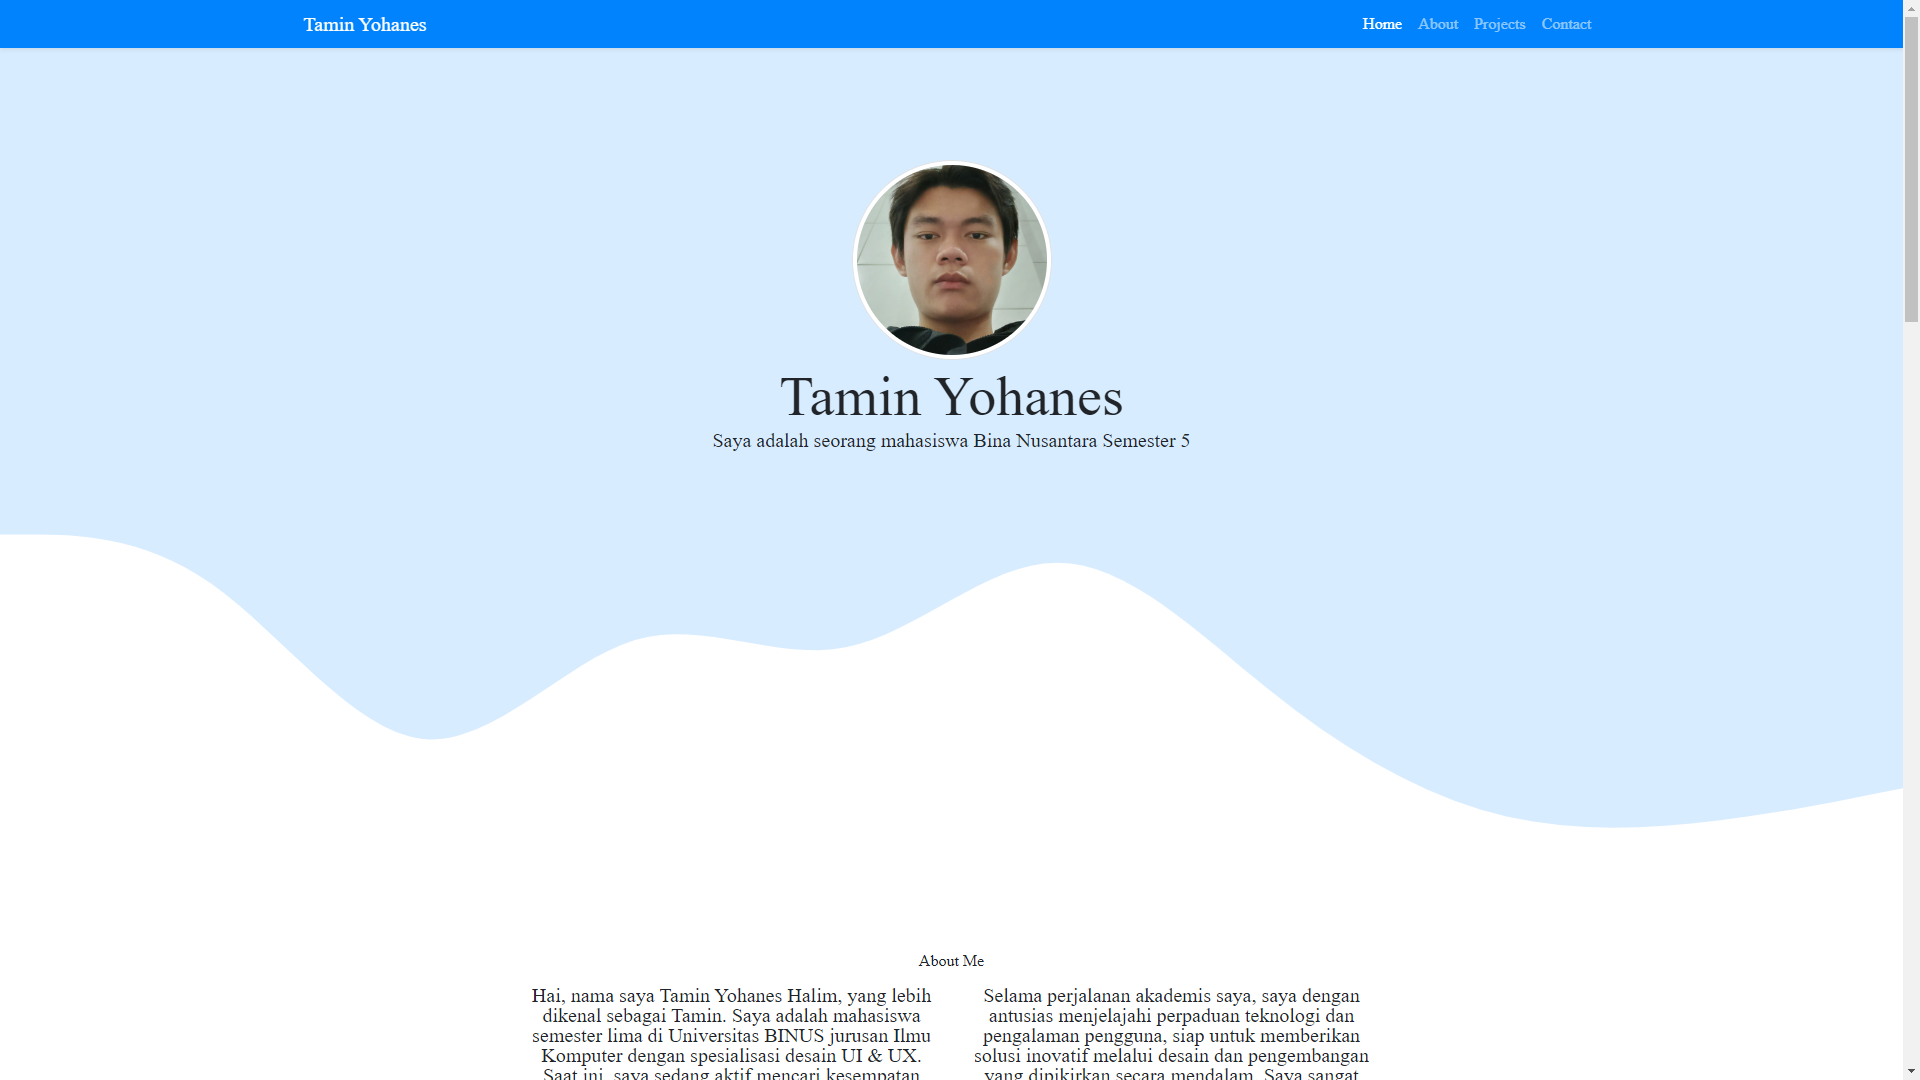 Tamin Yohanes
Home About Projects Contact
Tamin Yohanes
Saya adalah seorang mahasiswa Bina Nusantara Semester 5
About Me
Hai, nama saya Tamin Yohanes Halim, yang lebih
dikenal sebagai Tamin. Saya adalah mahasiswa
semester lima di Universitas BINUS jurusan Ilmu
Komputer dengan spesialisasi desain UI & UX.
Saat ini, saya sedang aktif mencari kesempatan
Selama perjalanan akademis saya, saya dengan
antusias menjelajahi perpaduan teknologi dan
pengalaman pengguna, siap untuk memberikan
solusi inovatif melalui desain dan pengembangan
yang dipikirkan secara mendalam. Saya sangat